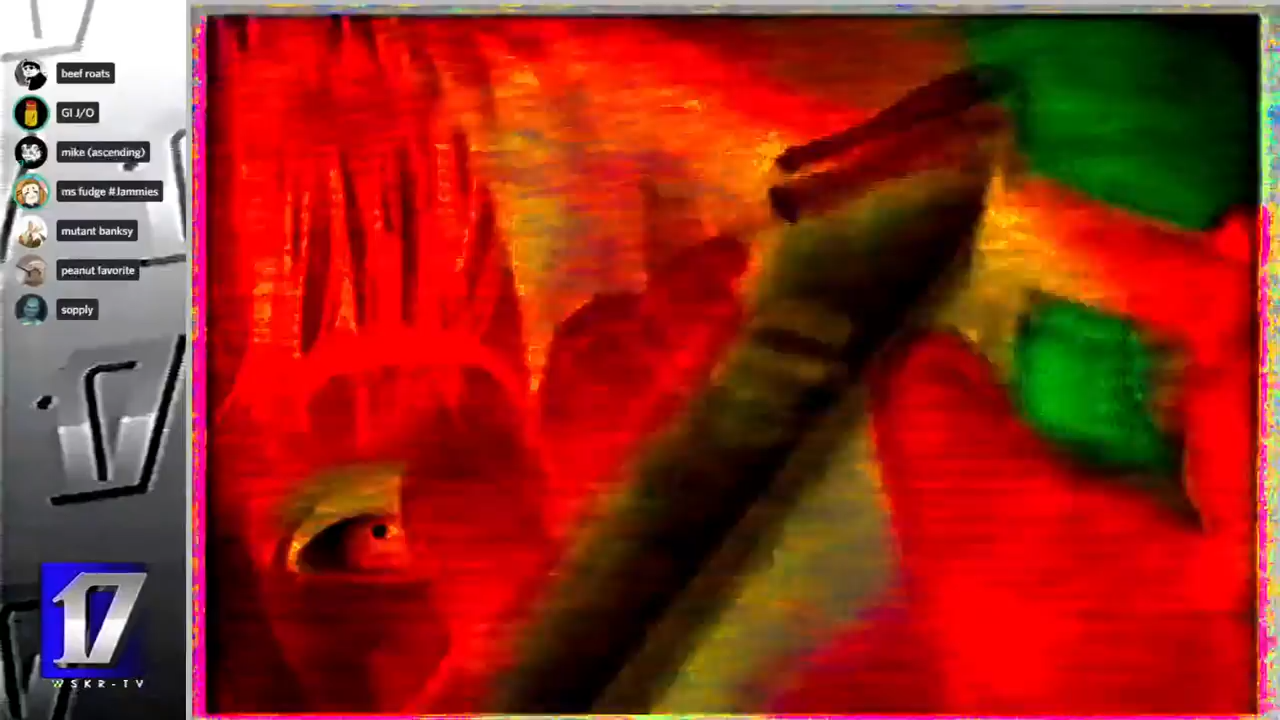 beef roats
GI J/O
mike (ascending)
ms fudge #Jammies
mutant banksy
peanut favorite
sopply
17
WSKR-TV